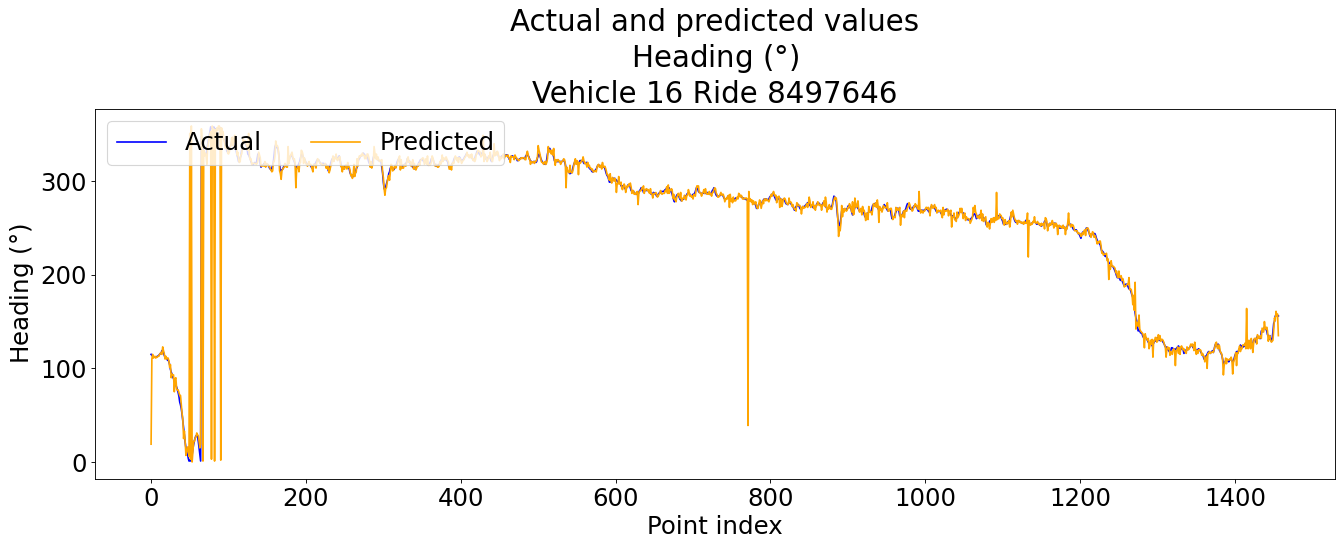 Actual and predicted values
Heading (°)
Vehicle 16 Ride 8497646
Actual Predicted
Heading (°)
300
200
100
0
0 200 400 600 800 1000 1200 1400
Point index